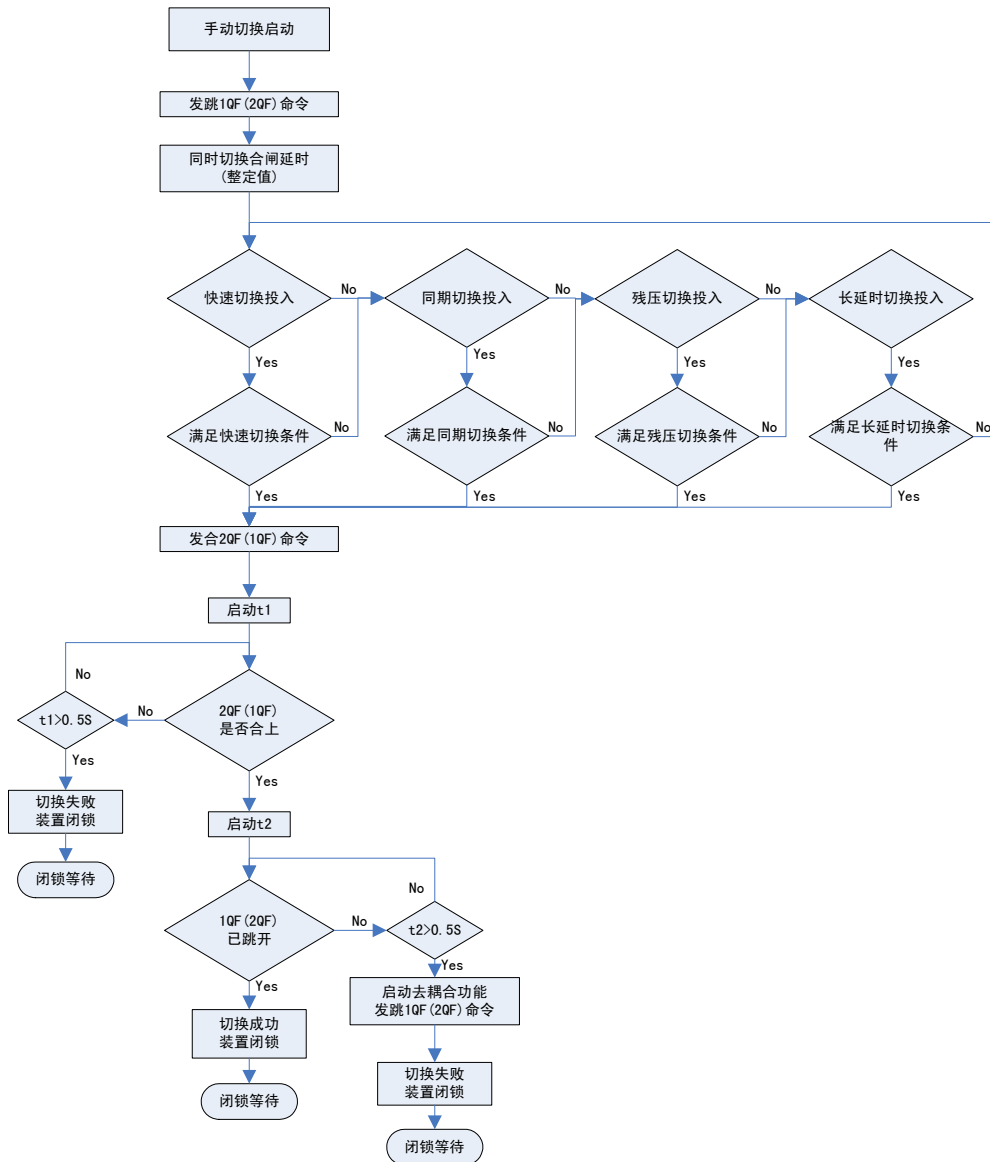 手动切换启动
发跳1QF(2QF)命令
同时切换合闸延时
(整定值)
快速切换投入
No
同期切换投入
No
残压切换投入
No
长延时切换投入
Yes
Yes
Yes
Yes
满足快速切换条件
No
满足同期切换条件
No
满足残压切换条件
No
满足长延时切换条
件
No
Yes
Yes
Yes
Yes
发合2QF(1QF)命令
启动t1
No
t1>0.5S
No
2QF(1QF)
是否合上
Yes
Yes
切换失败
装置闭锁
启动t2
闭锁等待
No
1QF(2QF)
已跳开
No
t2>0.5S
Yes
Yes
启动去耦合功能
发跳1QF(2QF)命令
切换成功
装置闭锁
切换失败
装置闭锁
闭锁等待
闭锁等待